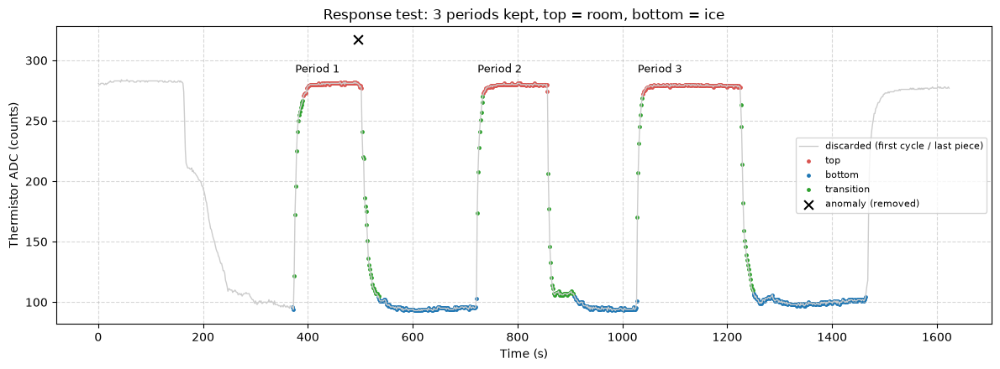 Response test: 3 periods kept, top = room, bottom = ice
Thermistor ADC (counts)
300
250
200
150
100
Period 1
Period 2
Period 3
discarded (first cycle / last piece)
top
bottom
transition
anomaly (removed)
0
200
400
600
800
1000
1200
1400
1600
Time (s)